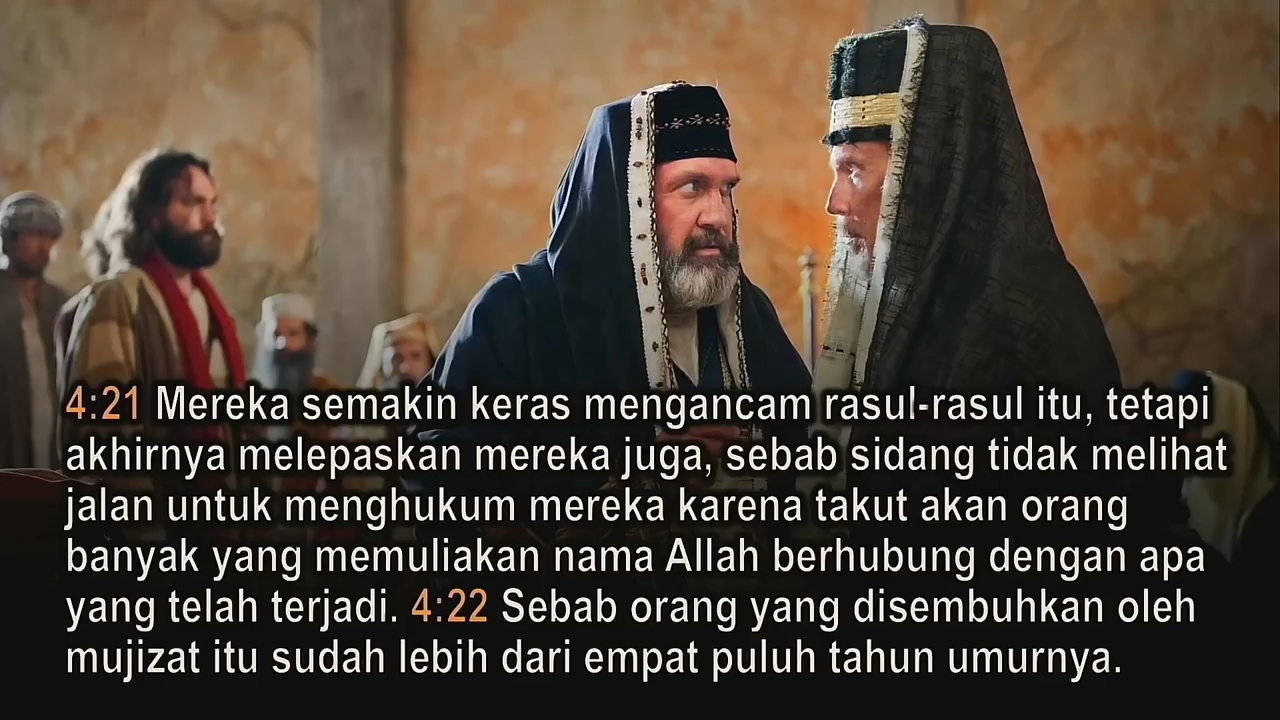 4:21 Mereka semakin keras mengancam rasul-rasul itu, tetapi
akhirnya melepaskan mereka juga, sebab sidang tidak melihat
jalan untuk menghukum mereka karena takut akan orang
banyak yang memuliakan nama Allah berhubung dengan apa
yang telah terjadi. 4:22 Sebab orang yang disembuhkan oleh
mujizat itu sudah lebih dari empat puluh tahun umurnya.